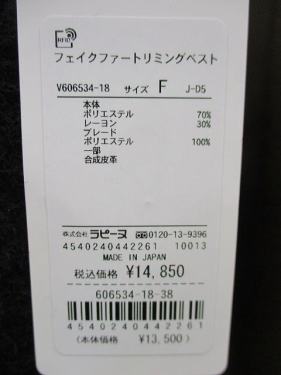 RFID
フェイクファートリミングベスト
V606534-18 サイズ F J-D5
本体
ポリエステル 70%
レーヨン 30%
ブレード
ポリエステル 100%
一部
合成皮革
株式会社 ラピーヌ 0120-13-9396
4540240442261 10013
MADE IN JAPAN
税込価格 ¥14,850
606534-18-38
4540240442261
(本体価格 ¥13,500)